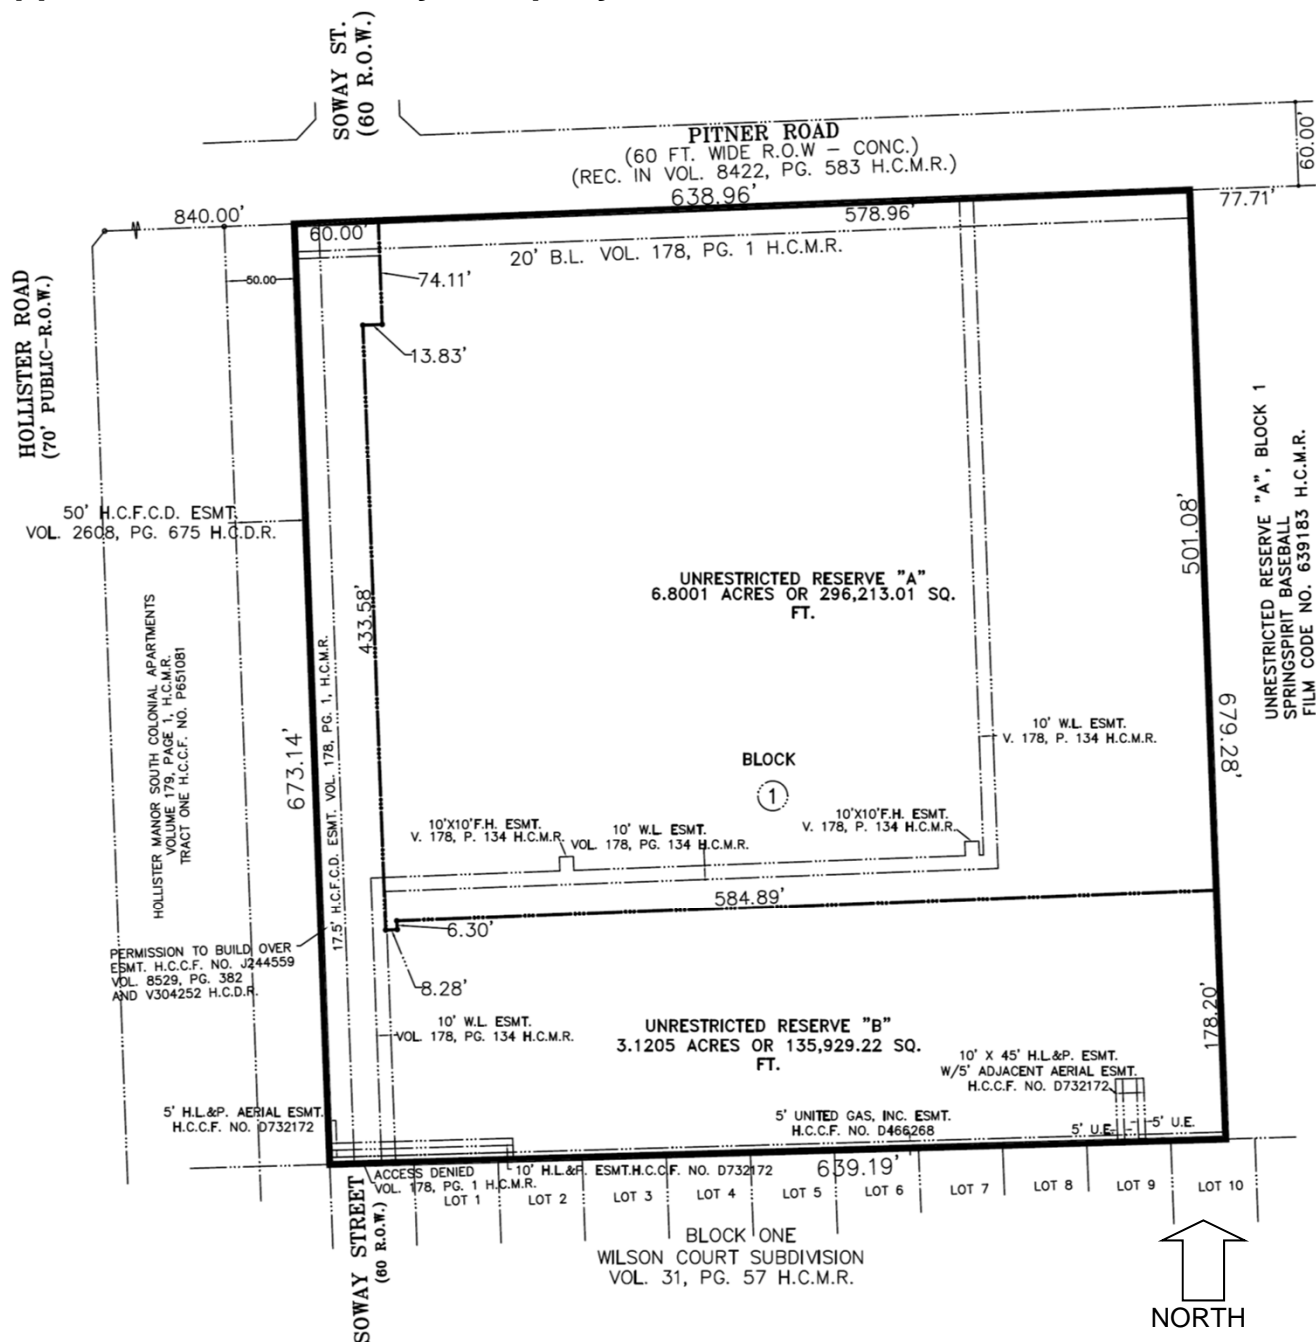 SOWAY ST.
(60 R.O.W.)
PITNER ROAD
(60 FT. WIDE R.O.W - CONC.)
(REC. IN VOL. 8422, PG. 583 H.C.M.R.)
638.96'
60.00'
840.00'
60.00'
578.96'
77.71'
20' B.L. VOL. 178, PG. 1 H.C.M.R.
50.00
74.11'
13.83'
HOLLISTER ROAD
(70' PUBLIC-R.O.W.)
50' H.C.F.C.D. ESMT.
VOL. 2608, PG. 675 H.C.D.R.
433.58'
501.08'
UNRESTRICTED RESERVE "A"
6.8001 ACRES OR 296,213.01 SQ.
FT.
UNRESTRICTED RESERVE "A", BLOCK 1
SPRINGSPIRIT BASEBALL
FILM CODE NO. 639183 H.C.M.R.
HOLLISTER MANOR SOUTH COLONIAL APARTMENTS
VOLUME 179, PAGE 1, H.C.M.R.
TRACT ONE H.C.C.F. NO. P651081
17.5' H.C.F.C.D. ESMT. VOL. 178, PG. 1, H.C.M.R.
673.14'
679.28'
10' W.L. ESMT.
V. 178, P. 134 H.C.M.R.
BLOCK
1
10'X10'F.H. ESMT.
V. 178, P. 134 H.C.M.R.
10' W.L. ESMT.
VOL. 178, PG. 134 H.C.M.R.
10'X10'F.H. ESMT.
V. 178, P. 134 H.C.M.R.
584.89'
6.30'
8.28'
PERMISSION TO BUILD OVER
ESMT. H.C.C.F. NO. J244559
VOL. 8529, PG. 382
AND V304252 H.C.D.R.
10' W.L. ESMT.
VOL. 178, PG. 134 H.C.M.R.
UNRESTRICTED RESERVE "B"
3.1205 ACRES OR 135,929.22 SQ.
FT.
178.20'
10' X 45' H.L.&P. ESMT.
W/5' ADJACENT AERIAL ESMT.
H.C.C.F. NO. D732172
5' H.L.&P. AERIAL ESMT.
H.C.C.F. NO. D732172
5' UNITED GAS, INC. ESMT.
H.C.C.F. NO. D466268
5' U.E.
5' U.E.
ACCESS DENIED
VOL. 178, PG. 1 H.C.M.R.
10' H.L.&P. ESMT.H.C.C.F. NO. D732172
639.19'
LOT 1
LOT 2
LOT 3
LOT 4
LOT 5
LOT 6
LOT 7
LOT 8
LOT 9
LOT 10
SOWAY STREET
(60 R.O.W.)
BLOCK ONE
WILSON COURT SUBDIVISION
VOL. 31, PG. 57 H.C.M.R.
NORTH